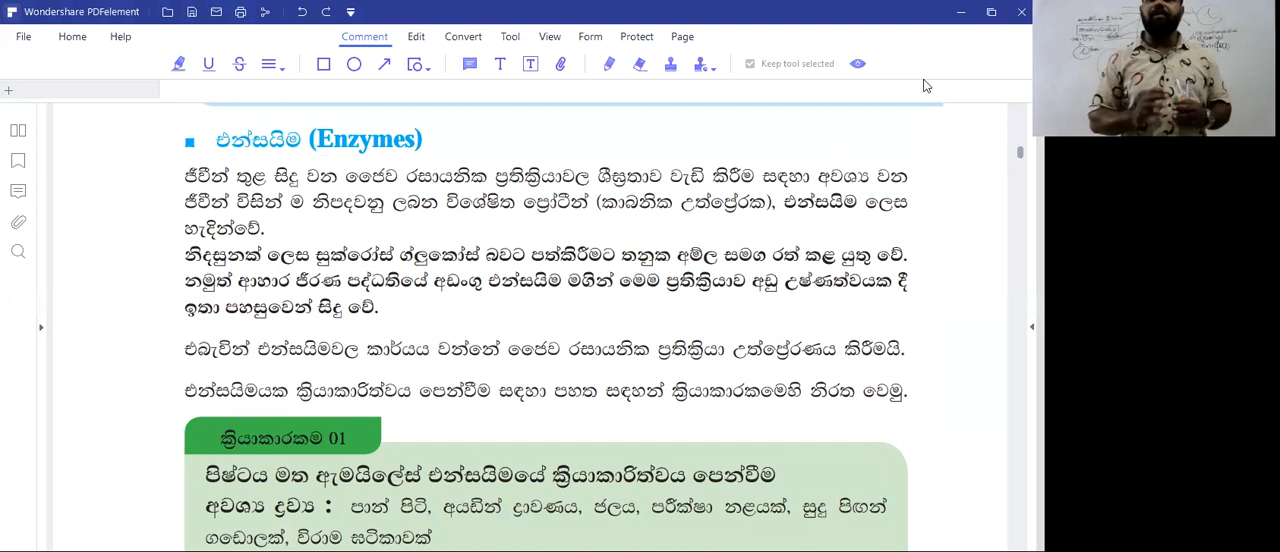 Wondershare PDFelement
File Home Help Comment Edit Convert Tool View Form Protect Page
Keep tool selected
■ එන්සයිම (Enzymes)
ජීවීන් තුළ සිදු වන ජෛව රසායනික ප්‍රතික්‍රියාවල ශීඝ්‍රතාව වැඩි කිරීම සඳහා අවශ්‍ය වන
ජීවීන් විසින් ම නිපදවනු ලබන විශේෂිත ප්‍රෝටීන් (කාබනික උත්ප්‍රේරක), එන්සයිම ලෙස
හැඳින්වේ.
නිදසුනක් ලෙස සුක්රෝස් ග්ලුකෝස් බවට පත්කිරීමට තනුක අම්ල සමග රත් කළ යුතු වේ.
නමුත් ආහාර ජීරණ පද්ධතියේ අඩංගු එන්සයිම මගින් මෙම ප්‍රතික්‍රියාව අඩු උෂ්ණත්වයක දී
ඉතා පහසුවෙන් සිදු වේ.
එබැවින් එන්සයිමවල කාර්යය වන්නේ ජෛව රසායනික ප්‍රතික්‍රියා උත්ප්‍රේරණය කිරීමයි.
එන්සයිමයක ක්‍රියාකාරිත්වය පෙන්වීම සඳහා පහත සඳහන් ක්‍රියාකාරකමෙහි නිරත වෙමු.
ක්‍රියාකාරකම 01
පිෂ්ටය මත ඇමයිලේස් එන්සයිමයේ ක්‍රියාකාරිත්වය පෙන්වීම
අවශ්‍ය ද්‍රව්‍ය : පාන් පිටි, අයඩින් ද්‍රාවණය, ජලය, පරීක්ෂා නළයක්, සුදු පිඟන්
ගඩොලක්, විරාම ඝටිකාවක්